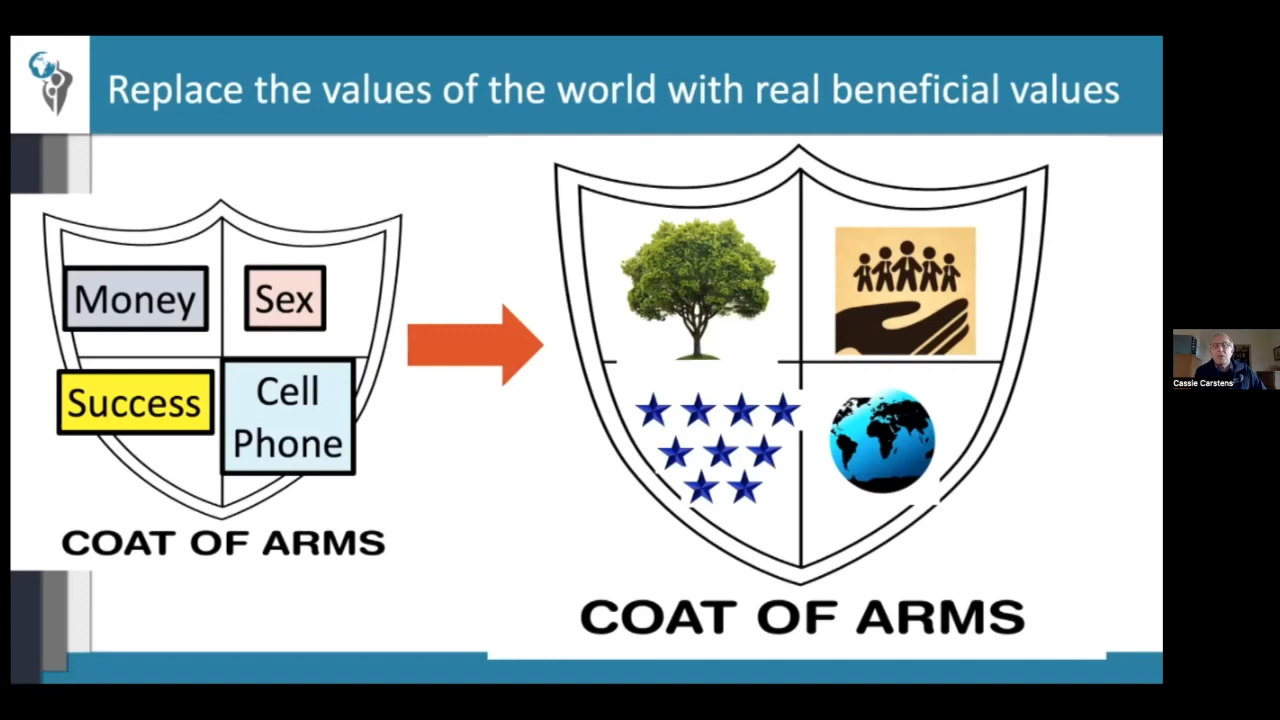 Replace the values of the world with real beneficial values
Money
Sex
Success
Cell
Phone
COAT OF ARMS
COAT OF ARMS
Cassie Carstens